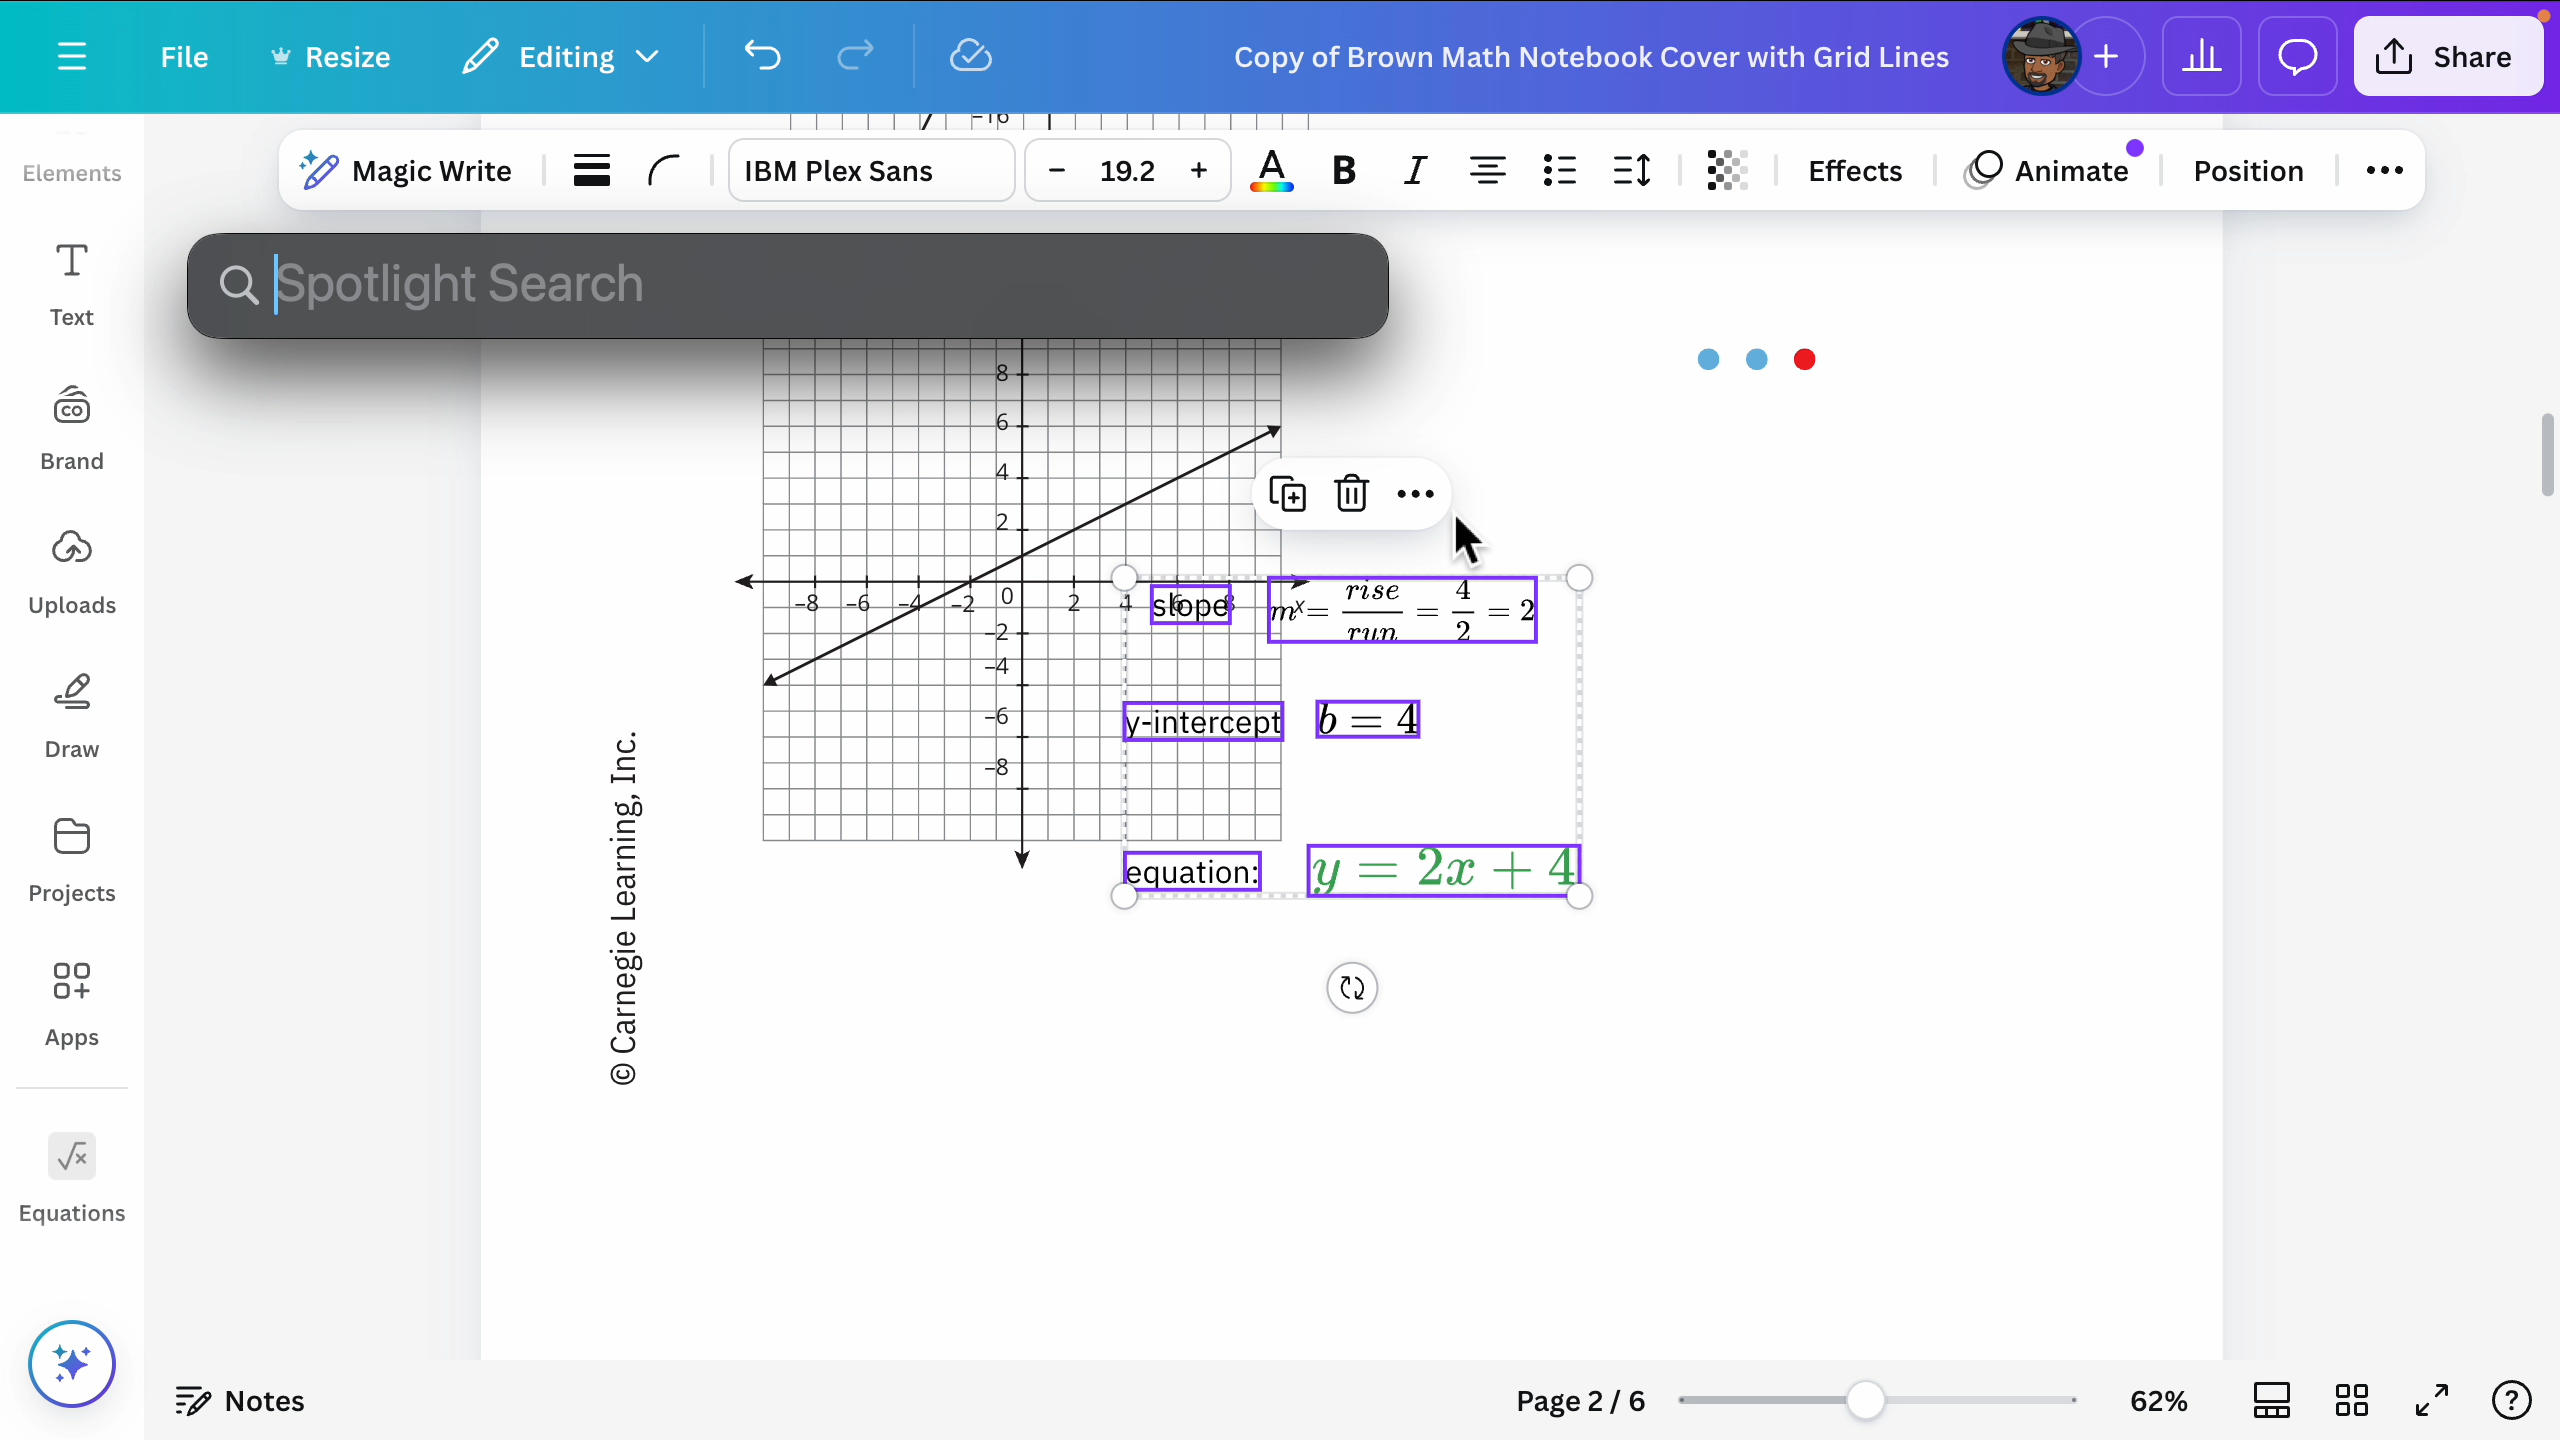 File
Resize
Editing
Copy of Brown Math Notebook Cover with Grid Lines
Share
Elements
Magic Write
IBM Plex Sans
− 19.2 +
A
B
I
Effects
Animate
Position
-16
Spotlight Search
Text
Brand
Uploads
Draw
Projects
Apps
Equations
8
6
4
2
-8 -6 -4 -2 0 2 4 6 8
-2
-4
-6
-8
x
slope
m = rise/run = 4/2 = 2
y-intercept
b = 4
equation:
y = 2x + 4
© Carnegie Learning, Inc.
Notes
Page 2 / 6
62%